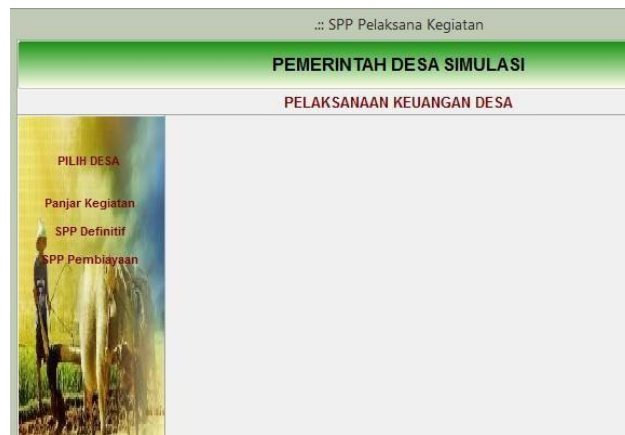 .:: SPP Pelaksana Kegiatan
PEMERINTAH DESA SIMULASI
PELAKSANAAN KEUANGAN DESA
PILIH DESA
Panjar Kegiatan
SPP Definitif
SPP Pembiayaan